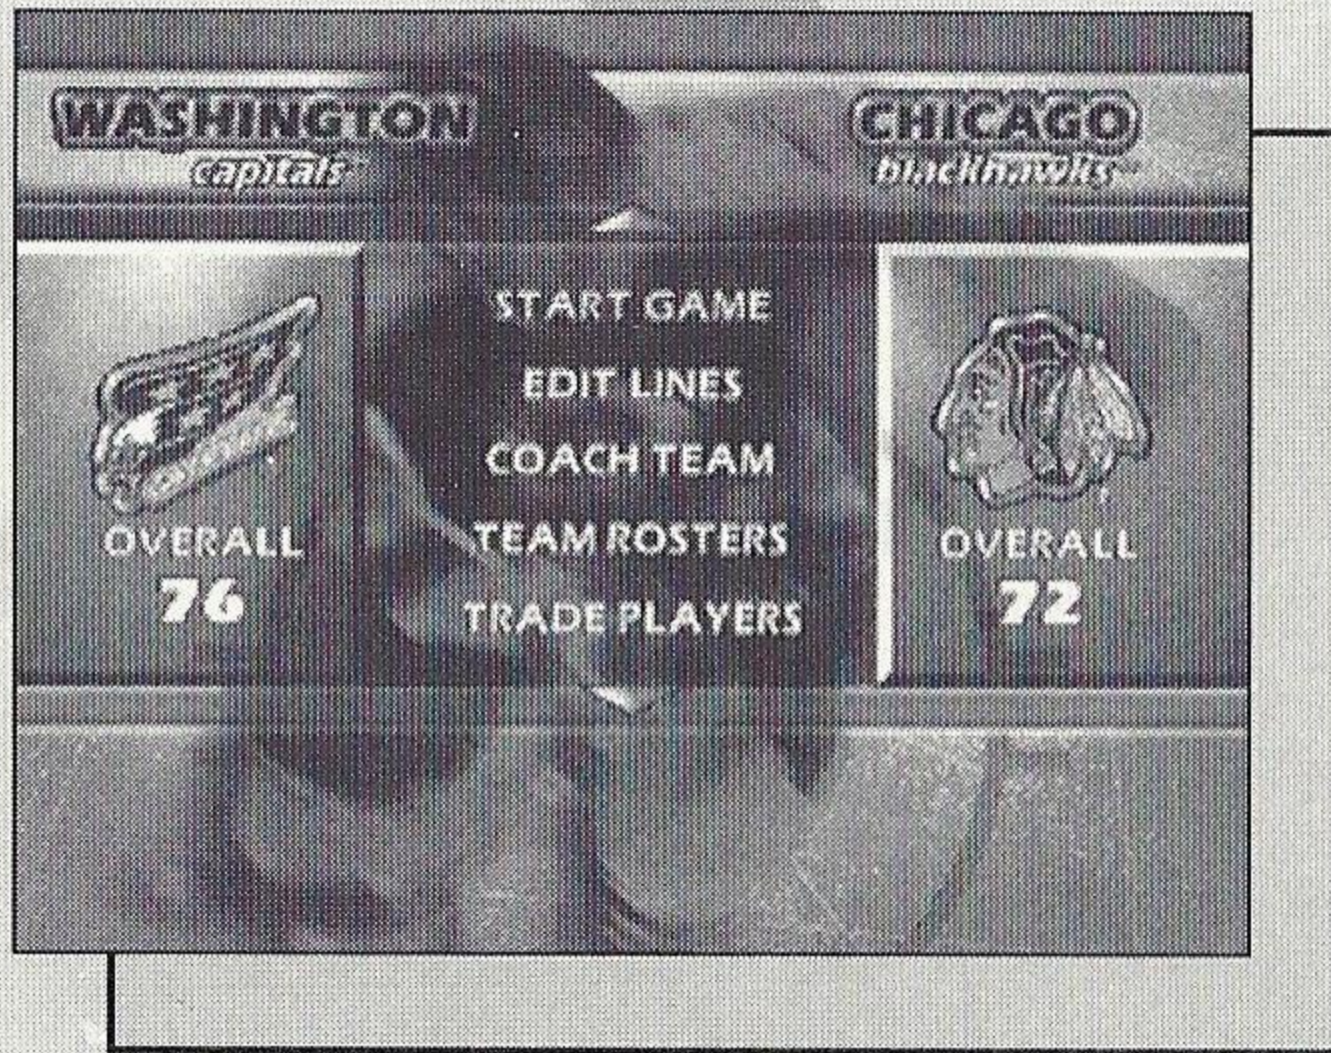 WASHINGTON
capitals
CHICAGO
blackhawks
START GAME
EDIT LINES
COACH TEAM
TEAM ROSTERS
TRADE PLAYERS
OVERALL
76
OVERALL
72